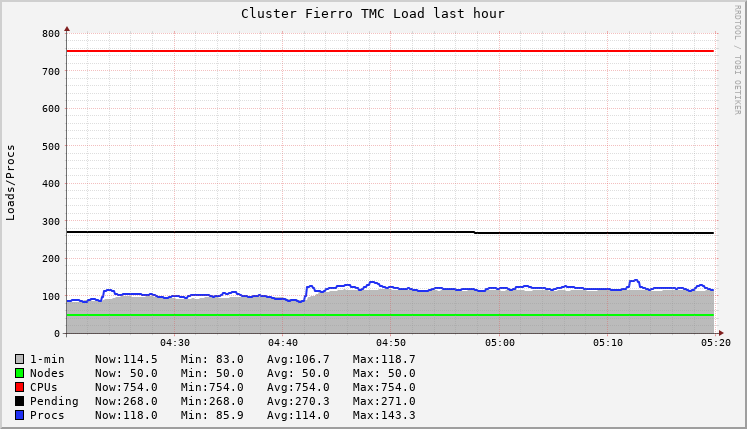 Cluster Fierro TMC Load last hour
RRDTOOL / TOBI OETIKER
Loads/Procs
800
700
600
500
400
300
200
100
0
04:30 04:40 04:50 05:00 05:10 05:20
1-min Now:114.5 Min: 83.0 Avg:106.7 Max:118.7
Nodes Now: 50.0 Min: 50.0 Avg: 50.0 Max: 50.0
CPUs Now:754.0 Min:754.0 Avg:754.0 Max:754.0
Pending Now:268.0 Min:268.0 Avg:270.3 Max:271.0
Procs Now:118.0 Min: 85.9 Avg:114.0 Max:143.3